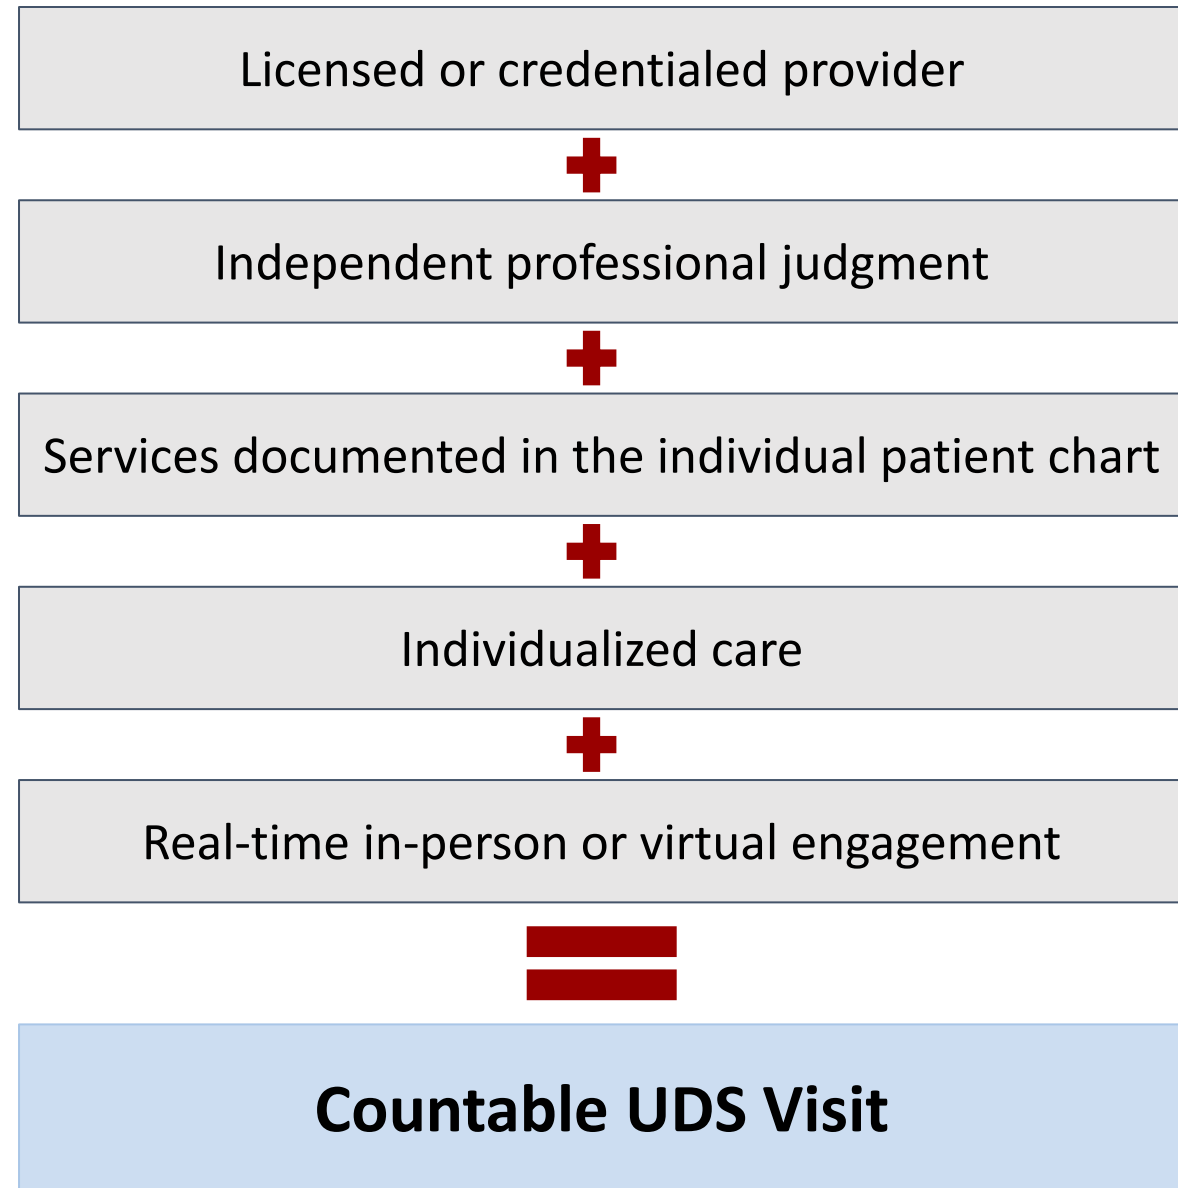 Licensed or credentialed provider
Independent professional judgment
Services documented in the individual patient chart
Individualized care
Real-time in-person or virtual engagement
Countable UDS Visit